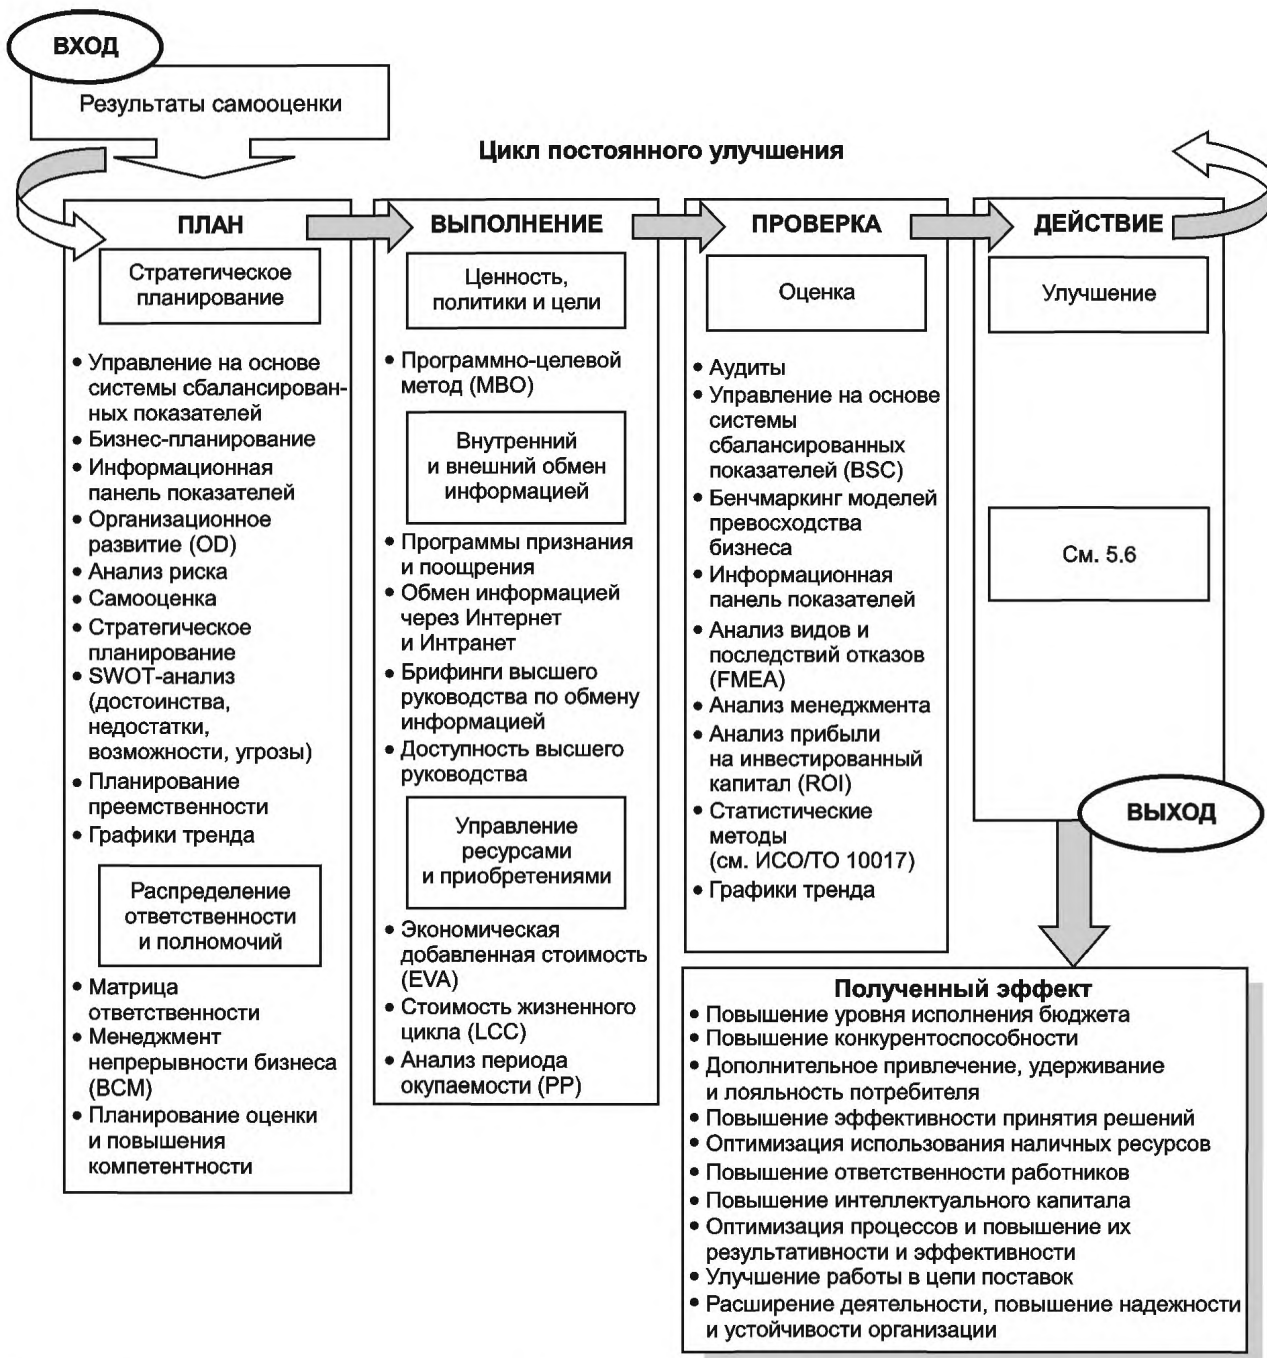 ВХОД
Результаты самооценки
Цикл постоянного улучшения
ПЛАН
Стратегическое
планирование
• Управление на основе
системы сбалансирован-
ных показателей
• Бизнес-планирование
• Информационная
панель показателей
• Организационное
развитие (OD)
• Анализ риска
• Самооценка
• Стратегическое
планирование
• SWOT-анализ
(достоинства,
недостатки,
возможности, угрозы)
• Планирование
преемственности
• Графики тренда
Распределение
ответственности
и полномочий
• Матрица
ответственности
• Менеджмент
непрерывности бизнеса
(BCM)
• Планирование оценки
и повышения
компетентности
ВЫПОЛНЕНИЕ
Ценность,
политики и цели
• Программно-целевой
метод (MBO)
Внутренний
и внешний обмен
информацией
• Программы признания
и поощрения
• Обмен информацией
через Интернет
и Интранет
• Брифинги высшего
руководства по обмену
информацией
• Доступность высшего
руководства
Управление
ресурсами
и приобретениями
• Экономическая
добавленная стоимость
(EVA)
• Стоимость жизненного
цикла (LCC)
• Анализ периода
окупаемости (PP)
ПРОВЕРКА
Оценка
• Аудиты
• Управление на основе
системы
сбалансированных
показателей (BSC)
• Бенчмаркинг моделей
превосходства
бизнеса
• Информационная
панель показателей
• Анализ видов и
последствий отказов
(FMEA)
• Анализ менеджмента
• Анализ прибыли
на инвестированный
капитал (ROI)
• Статистические
методы
(см. ИСО/ТО 10017)
• Графики тренда
ДЕЙСТВИЕ
Улучшение
См. 5.6
ВЫХОД
Полученный эффект
• Повышение уровня исполнения бюджета
• Повышение конкурентоспособности
• Дополнительное привлечение, удерживание
и лояльность потребителя
• Повышение эффективности принятия решений
• Оптимизация использования наличных ресурсов
• Повышение ответственности работников
• Повышение интеллектуального капитала
• Оптимизация процессов и повышение их
результативности и эффективности
• Улучшение работы в цепи поставок
• Расширение деятельности, повышение надежности
и устойчивости организации